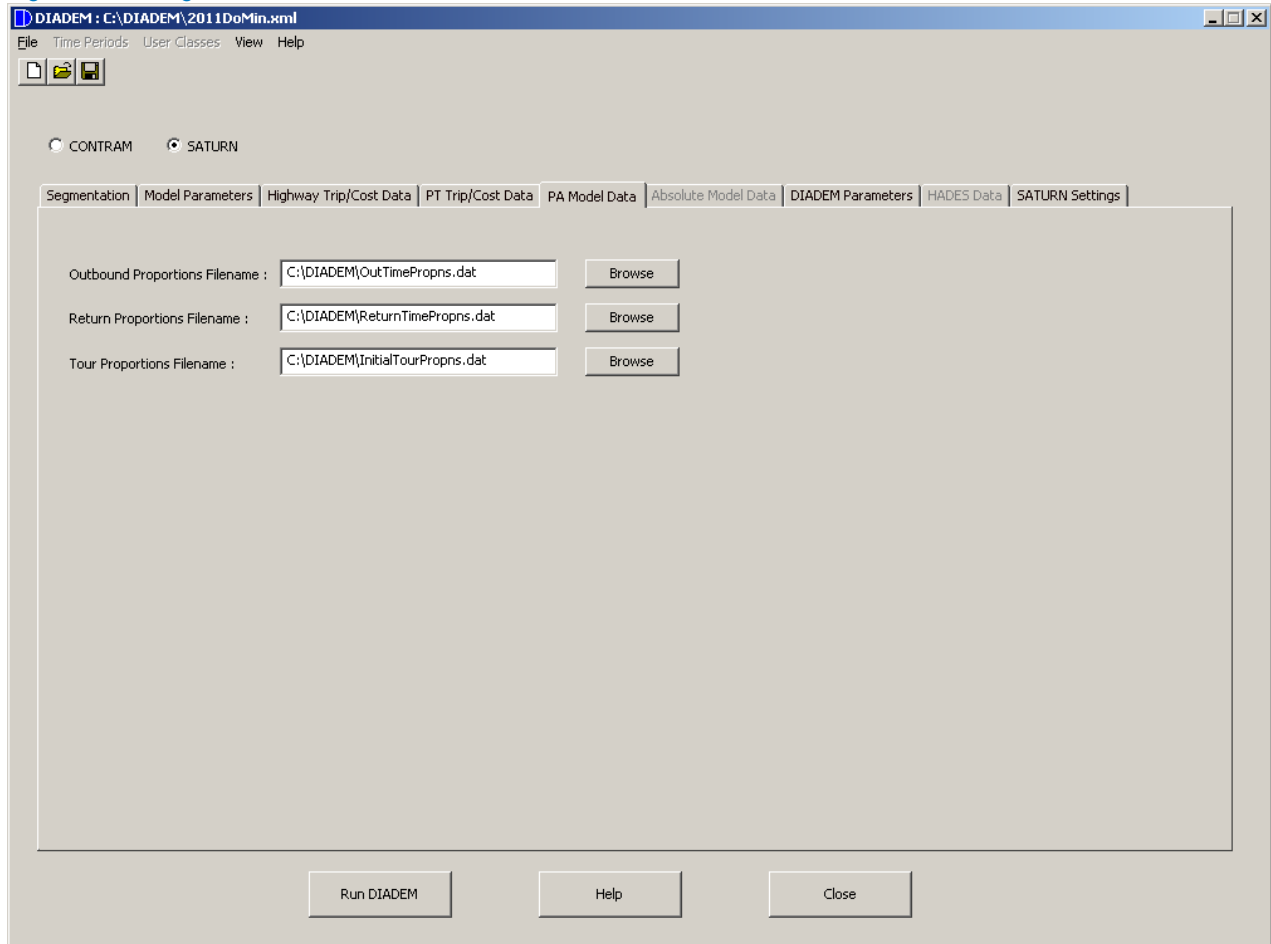 DIADEM : C:\DIADEM\2011DoMin.xml
File Time Periods User Classes View Help
CONTRAM SATURN
Segmentation Model Parameters Highway Trip/Cost Data PT Trip/Cost Data PA Model Data Absolute Model Data DIADEM Parameters HADES Data SATURN Settings
Outbound Proportions Filename : C:\DIADEM\OutTimePropns.dat Browse
Return Proportions Filename : C:\DIADEM\ReturnTimePropns.dat Browse
Tour Proportions Filename : C:\DIADEM\InitialTourPropns.dat Browse
Run DIADEM Help Close